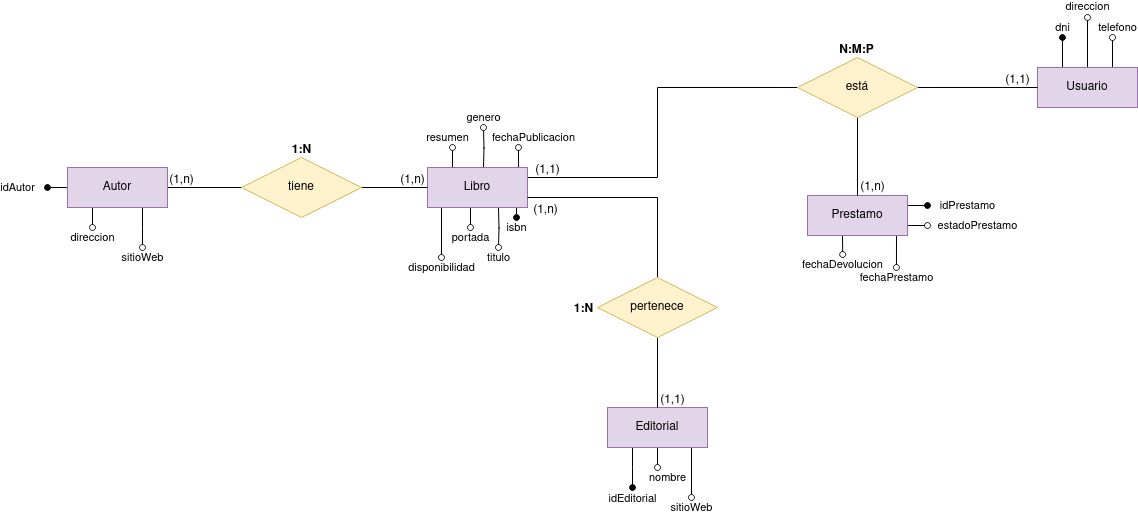 direccion
dni
telefono
N:M:P
está
(1,1)
Usuario
genero
resumen
fechaPublicacion
1:N
(1,1)
idAutor
Autor
(1,n)
tiene
(1,n)
Libro
(1,n)
Prestamo
idPrestamo
estadoPrestamo
(1,n)
isbn
direccion
portada
sitioWeb
titulo
disponibilidad
fechaDevolucion
fechaPrestamo
1:N
pertenece
(1,1)
Editorial
nombre
idEditorial
sitioWeb